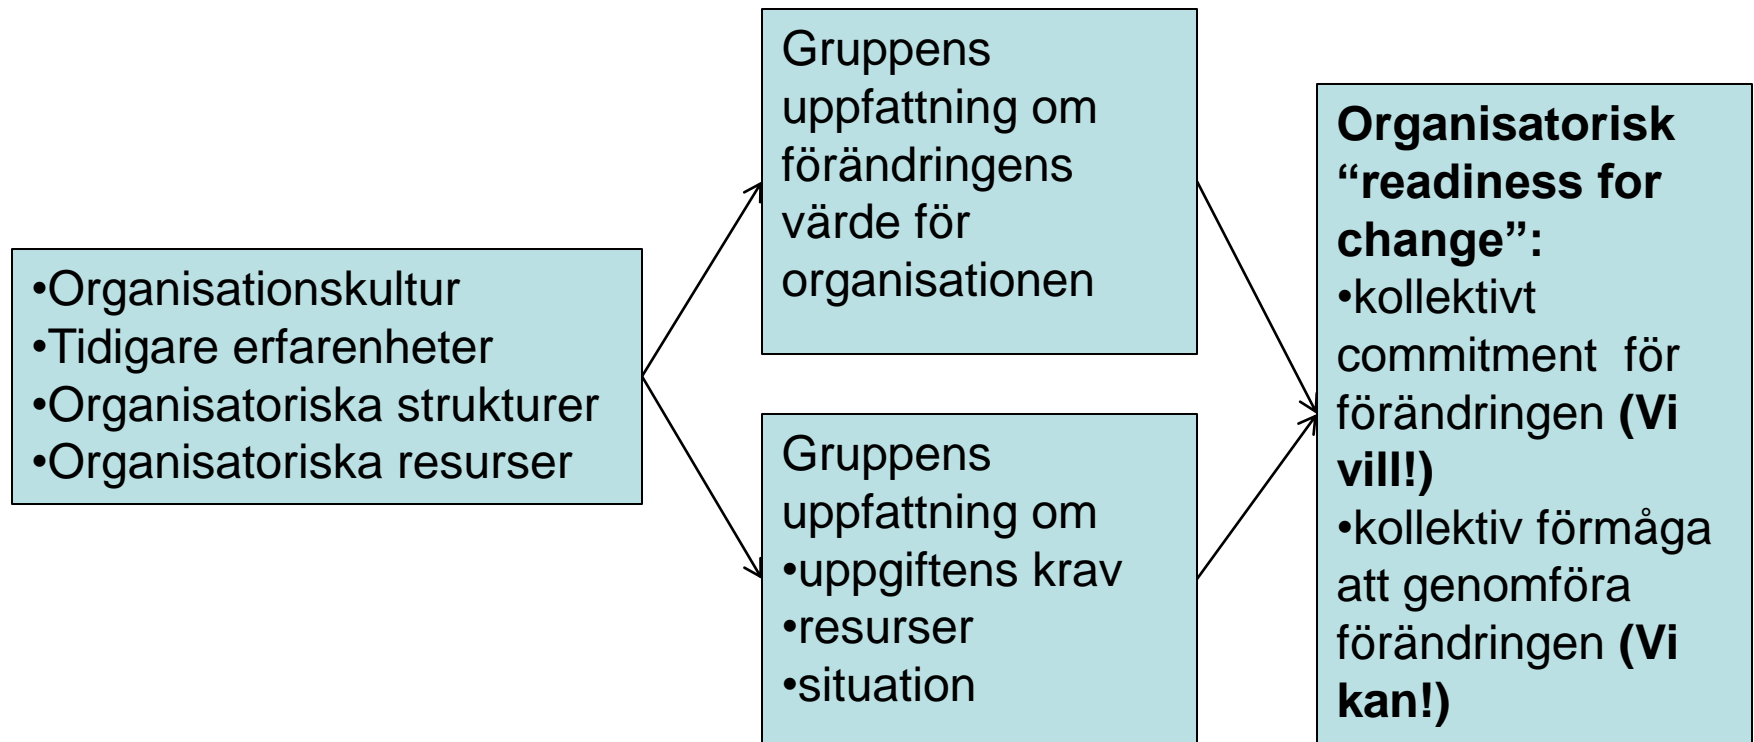 •Organisationskultur
•Tidigare erfarenheter
•Organisatoriska strukturer
•Organisatoriska resurser
Gruppens
uppfattning om
förändringens
värde för
organisationen
Gruppens
uppfattning om
•uppgiftens krav
•resurser
•situation
Organisatorisk
“readiness for
change”:
•kollektivt
commitment för
förändringen (Vi
vill!)
•kollektiv förmåga
att genomföra
förändringen (Vi
kan!)